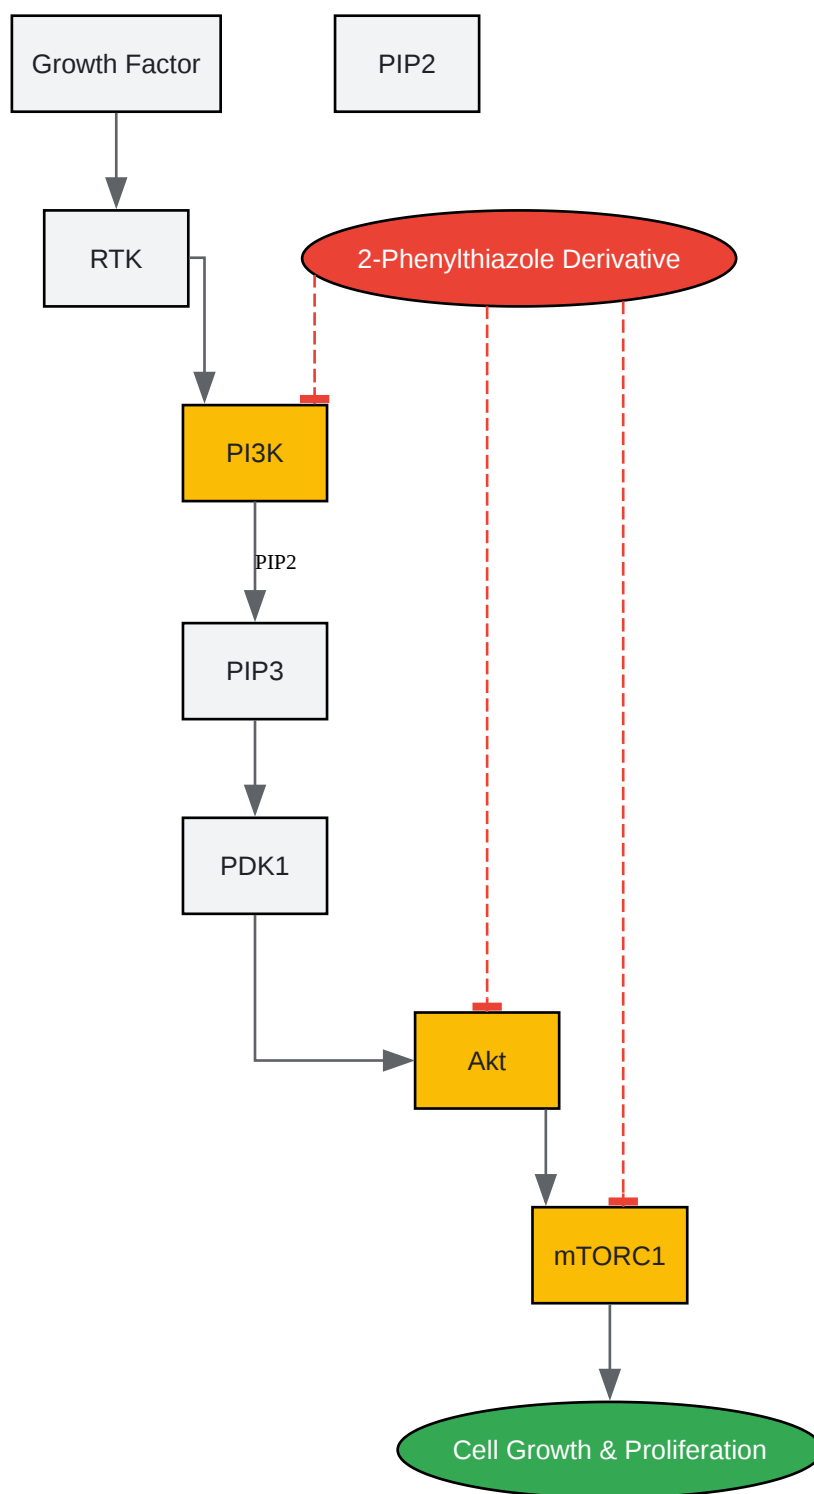 Growth Factor
PIP2
RTK
2-Phenylthiazole Derivative
PI3K
PIP2
PIP3
PDK1
Akt
mTORC1
Cell Growth & Proliferation